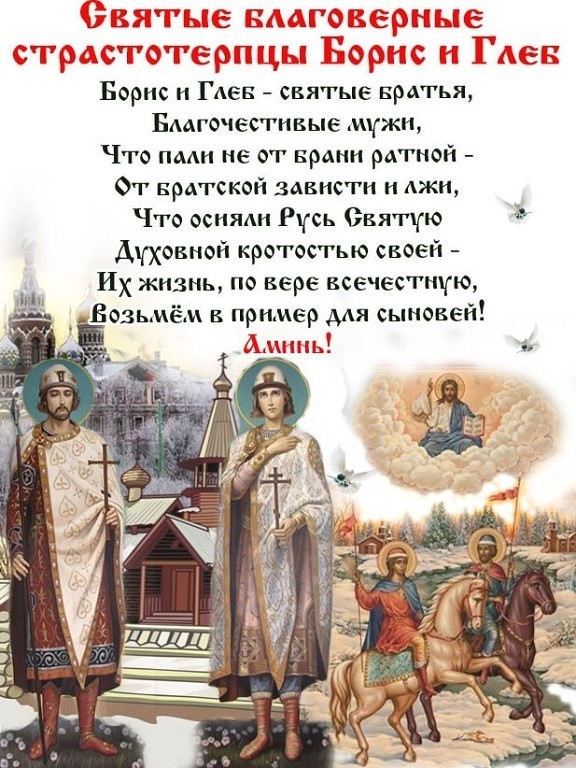 Святые благоверные
страстотерпцы Борис и Глеб
Борис и Глеб - святые братья,
Благочестивые мужи,
Что пали не от брани ратной -
От братской зависти и лжи,
Что осияли Русь Святую
Духовной кротостью своей -
Их жизнь, по вере всечестную,
Возьмём в пример для сыновей!
Аминь!